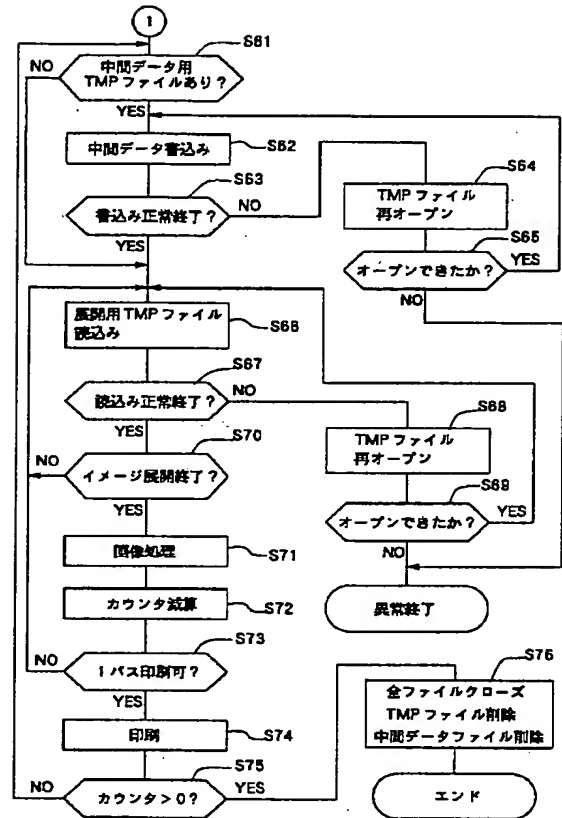 1
S61
中間データ用
TMPファイルあり?
NO
YES
中間データ書込み
S62
S63
書込み正常終了?
NO
YES
S64
TMPファイル
再オープン
S65
オープンできたか?
YES
NO
展開用TMPファイル
読込み
S66
S67
読込み正常終了?
NO
YES
S68
TMPファイル
再オープン
S69
オープンできたか?
YES
NO
異常終了
S70
イメージ展開終了?
NO
YES
画像処理
S71
カウンタ減算
S72
S73
1パス印刷可?
NO
YES
印刷
S74
S75
カウンタ>0?
NO
YES
S76
全ファイルクローズ
TMPファイル削除
中間データファイル削除
エンド